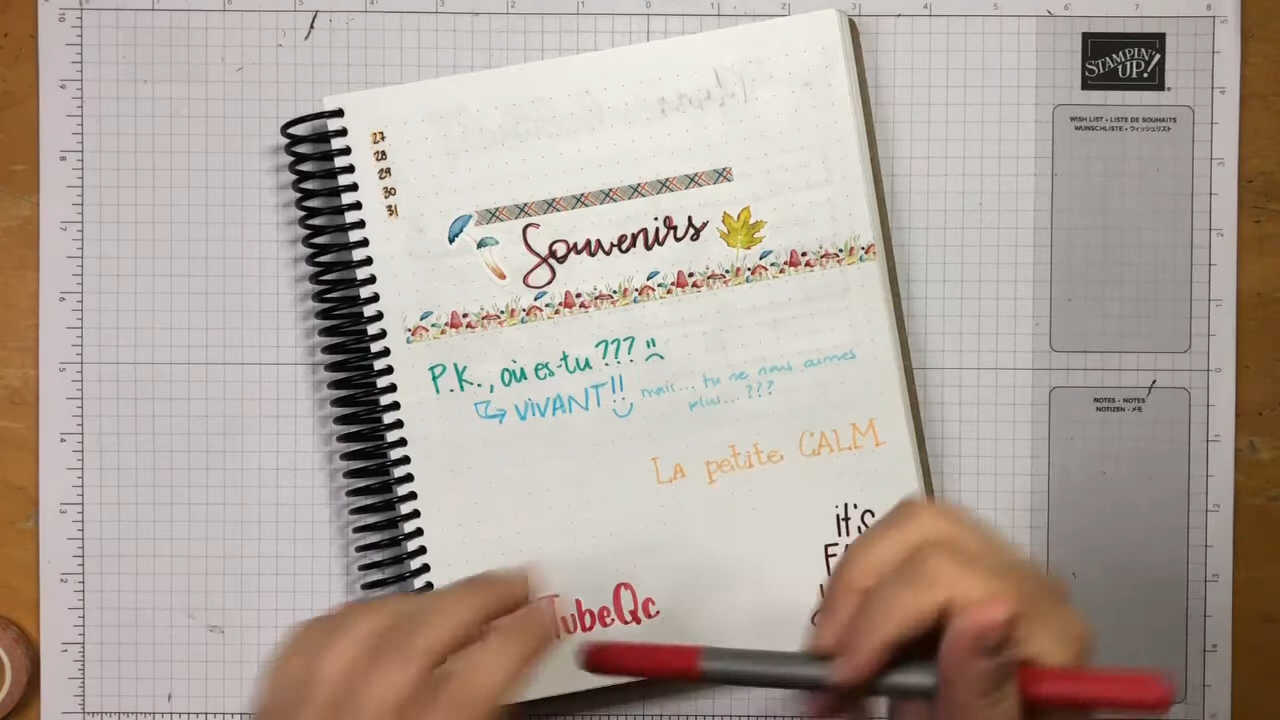 STAMPIN' UP!
WISH LIST • LISTE DE SOUHAITS
WUNSCHLISTE • ウィッシュリスト
27
28
29
30
31
Souvenirs
P.K., où es-tu ??? :(
VIVANT!! :) mais... tu ne nous aimes
plus...???
La petite CALM
it's
TubeQc
NOTES • NOTES
NOTIZEN • メモ